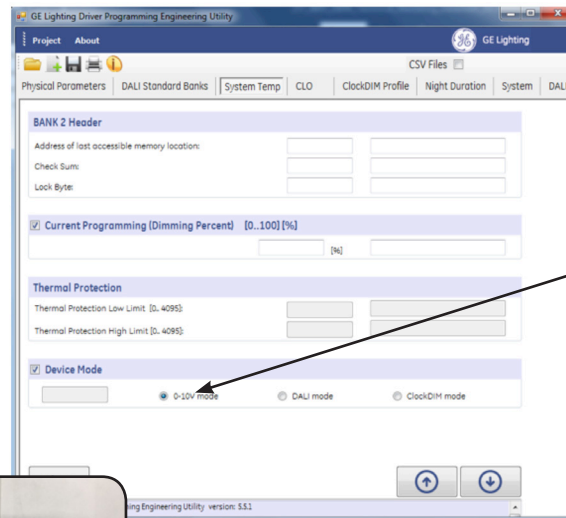 GE Lighting Driver Programming Engineering Utility
Project About GE Lighting
CSV Files
Physical Parameters DALI Standard Banks System Temp CLO ClockDIM Profile Night Duration System DALI
BANK 2 Header
Address of last accessible memory location:
Check Sum:
Lock Byte:
Current Programming (Dimming Percent) [0..100] [%]
[%]
Thermal Protection
Thermal Protection Low Limit [0.. 4095]:
Thermal Protection High Limit [0.. 4095]:
Device Mode
0-10V mode DALI mode ClockDIM mode
ing Engineering Utility version: 5.5.1